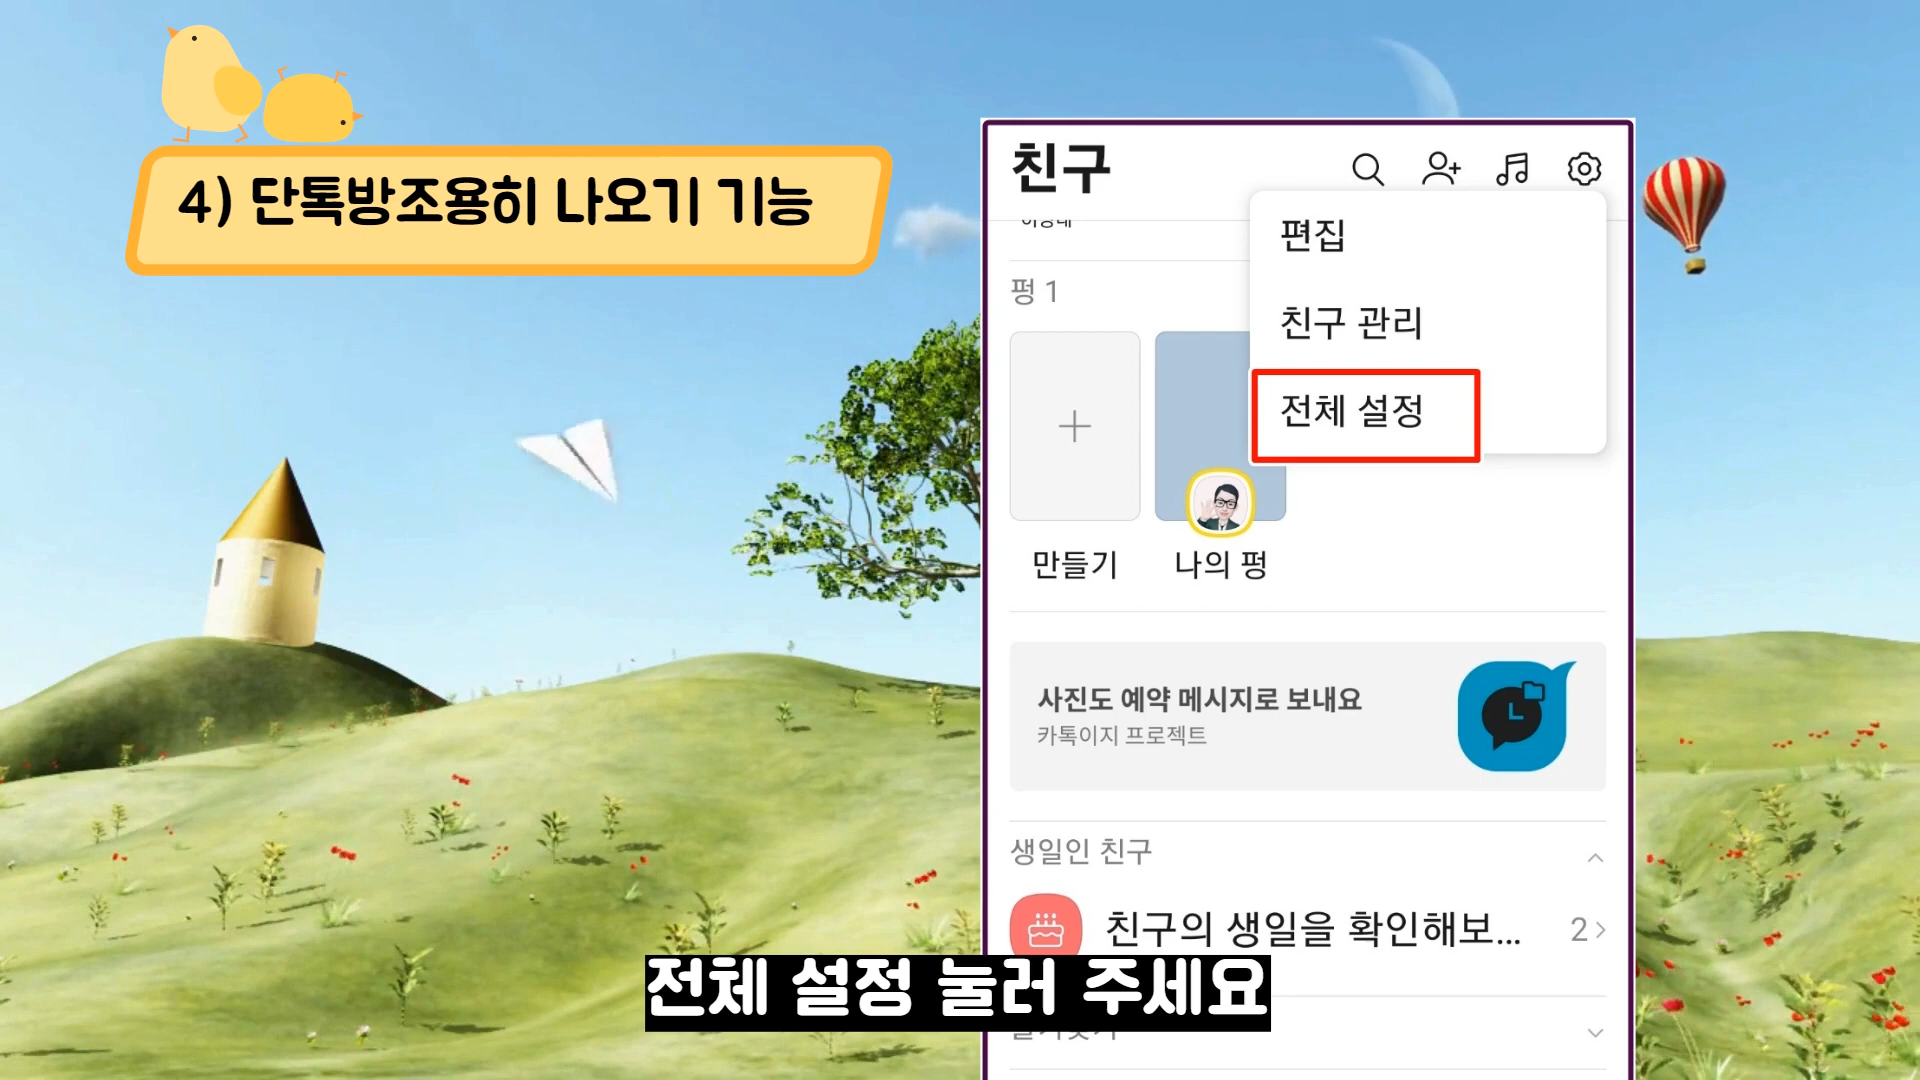 4) 단톡방조용히 나오기 기능
친구
편집
친구 관리
전체 설정
펑 1
만들기
나의 펑
사진도 예약 메시지로 보내요
카톡이지 프로젝트
생일인 친구
친구의 생일을 확인해보...
2
전체 설정 눌러 주세요